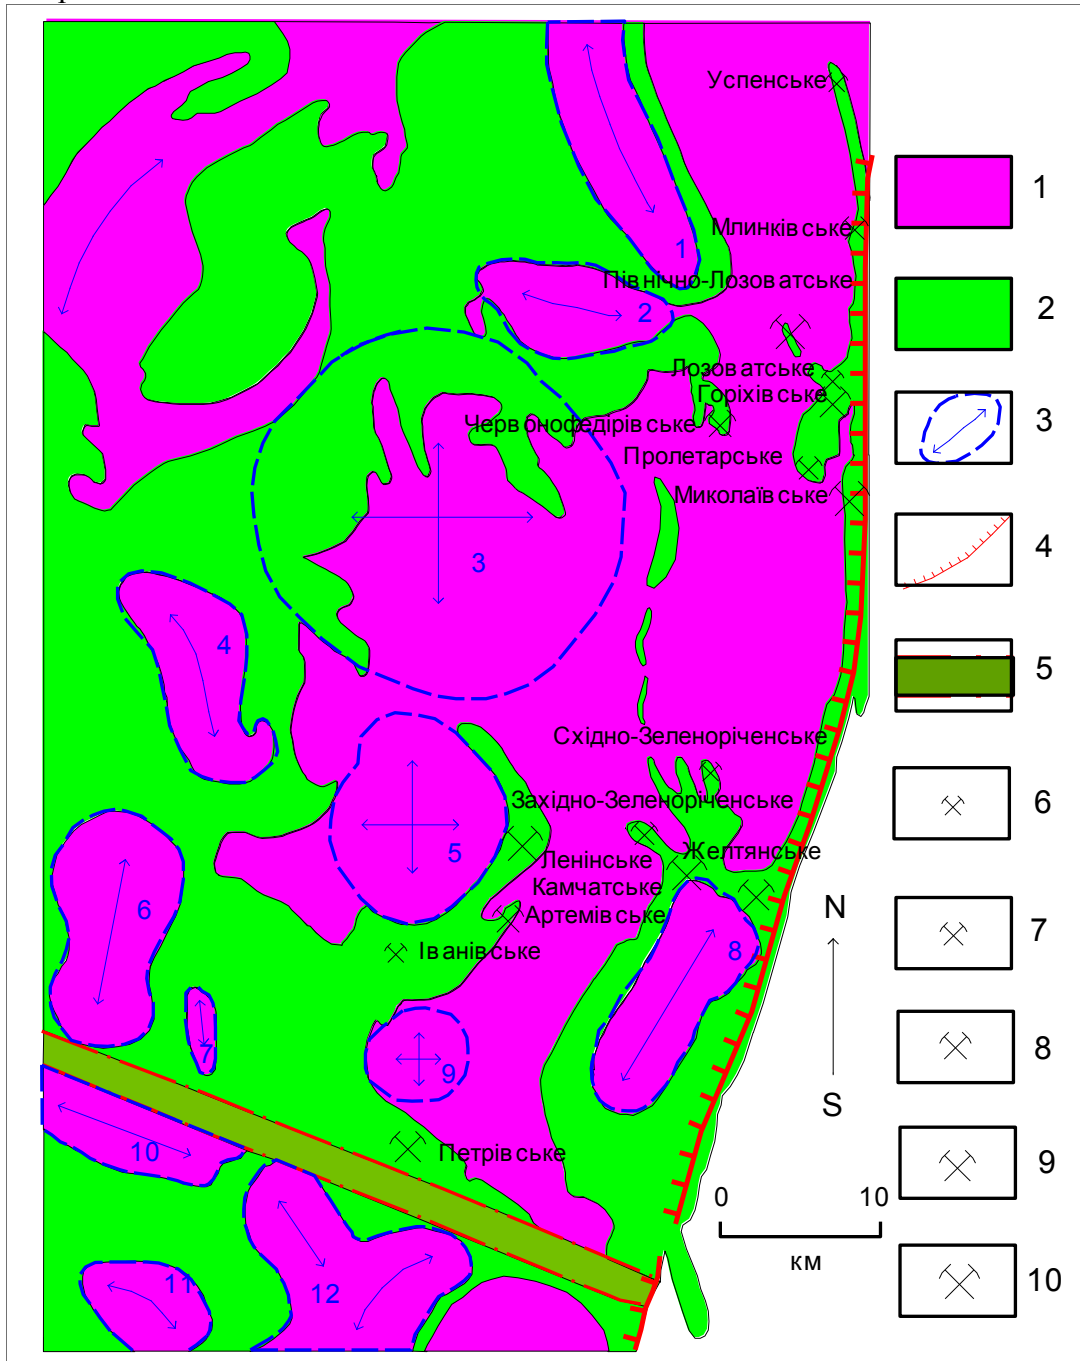 Успенське
1
Млинківське
1
Північно-Лозоватське
2
2
Лозоватське
Горіхівське
3
Червонофедірівське
Пролетарське
Миколаївське
4
3
4
5
Східно-Зеленоріченське
Західно-Зеленоріченське
6
5
Желтянське
Ленінське
Камчатське
6
N
Артемівське
7
8
Іванівське
7
9
8
S
10
Петрівське
9
0 10
км
11
12
10